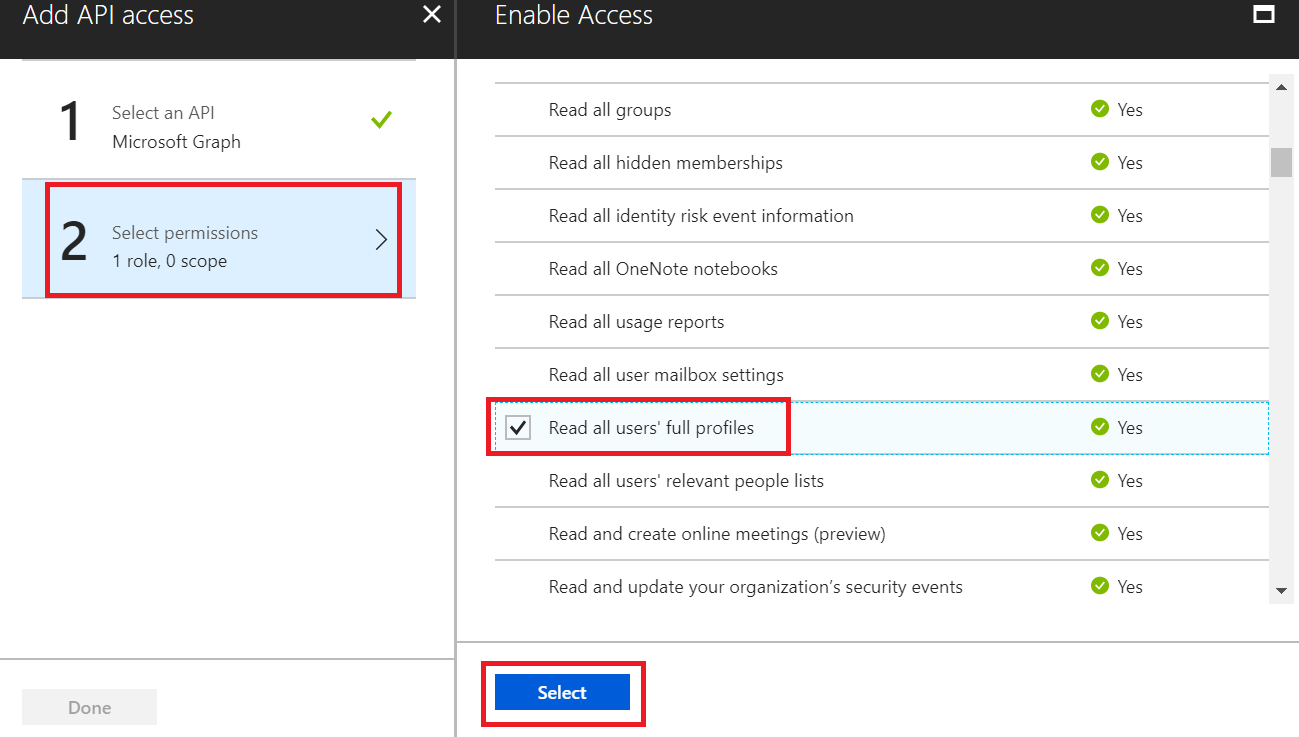 Add API access
Enable Access
1
Select an API
Microsoft Graph
2
Select permissions
1 role, 0 scope
Done
Read all groups Yes
Read all hidden memberships Yes
Read all identity risk event information Yes
Read all OneNote notebooks Yes
Read all usage reports Yes
Read all user mailbox settings Yes
Read all users' full profiles Yes
Read all users' relevant people lists Yes
Read and create online meetings (preview) Yes
Read and update your organization’s security events Yes
Select